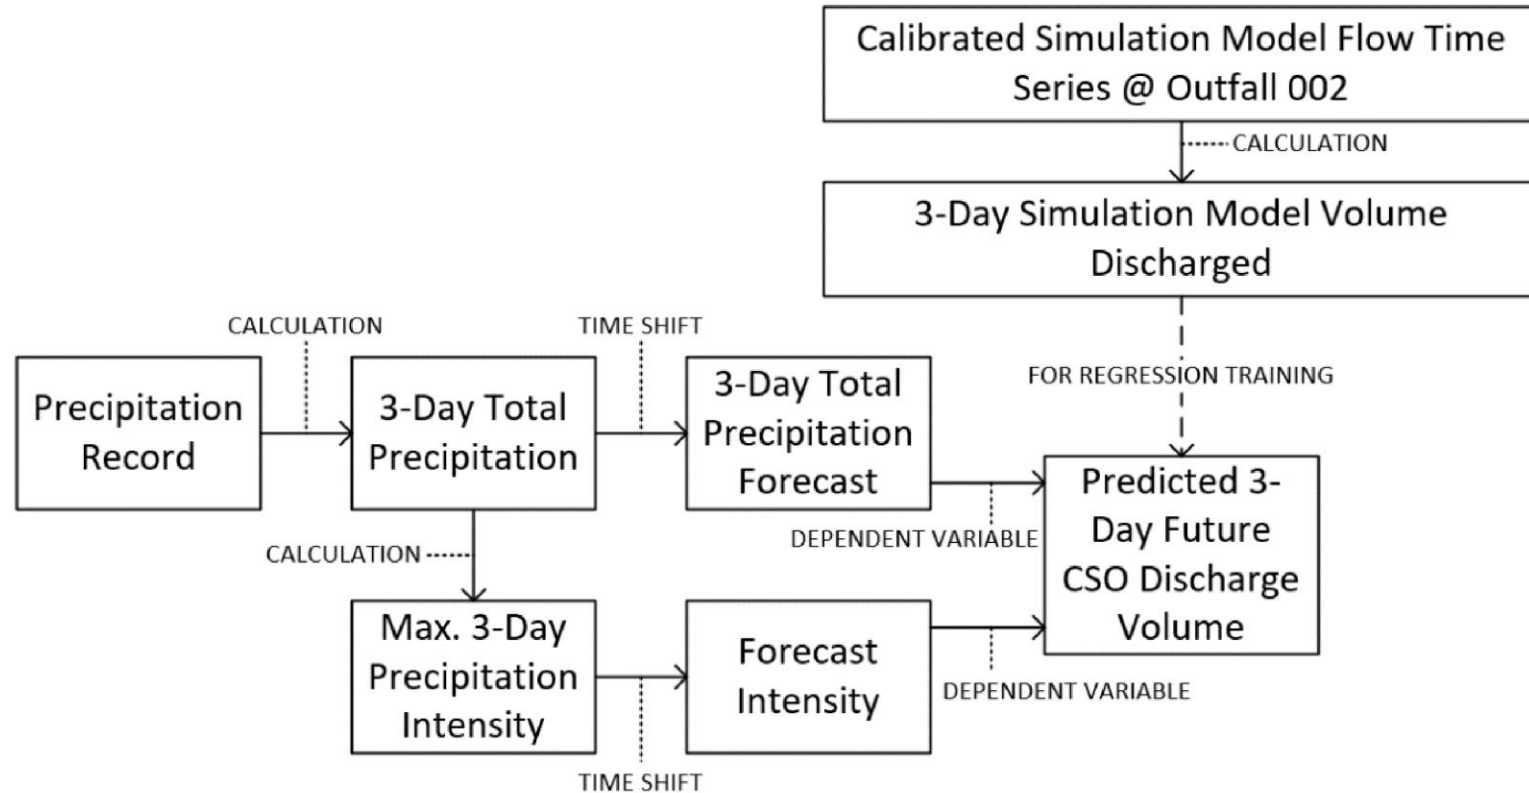 Calibrated Simulation Model Flow Time
Series @ Outfall 002
CALCULATION
3-Day Simulation Model Volume
Discharged
FOR REGRESSION TRAINING
CALCULATION
TIME SHIFT
Precipitation
Record
3-Day Total
Precipitation
3-Day Total
Precipitation
Forecast
DEPENDENT VARIABLE
Predicted 3-
Day Future
CSO Discharge
Volume
CALCULATION
Max. 3-Day
Precipitation
Intensity
Forecast
Intensity
DEPENDENT VARIABLE
TIME SHIFT